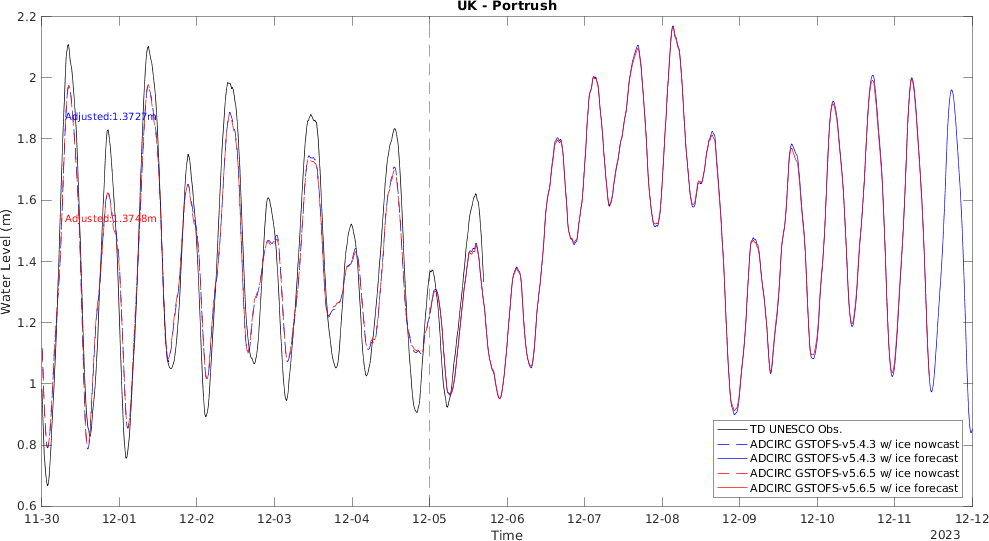 UK - Portrush
2.2
2
1.8
1.6
1.4
1.2
1
0.8
0.6
Water Level (m)
Adjusted:1.3727m
Adjusted:1.3748m
TD UNESCO Obs.
ADCIRC GSTOFS-v5.4.3 w/ ice nowcast
ADCIRC GSTOFS-v5.4.3 w/ ice forecast
ADCIRC GSTOFS-v5.6.5 w/ ice nowcast
ADCIRC GSTOFS-v5.6.5 w/ ice forecast
11-30 12-01 12-02 12-03 12-04 12-05 12-06 12-07 12-08 12-09 12-10 12-11 12-12
Time
2023